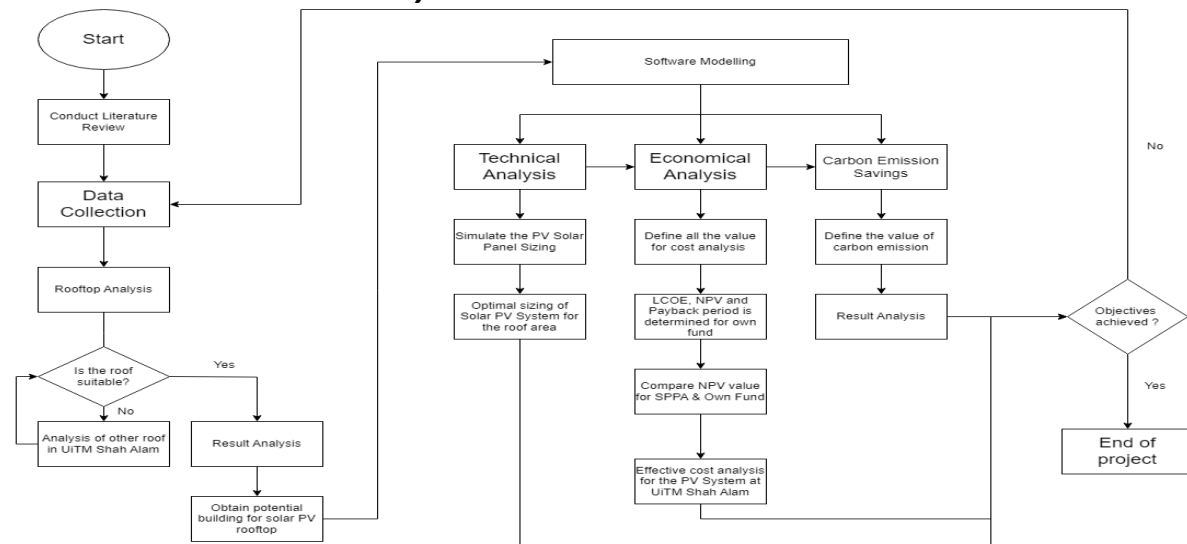 Start
Conduct Literature
Review
Data
Collection
Rooftop Analysis
Is the roof
suitable?
Yes
No
Analysis of other roof
in UiTM Shah Alam
Result Analysis
Obtain potential
building for solar PV
rooftop
Software Modelling
Technical
Analysis
Simulate the PV Solar
Panel Sizing
Optimal sizing of
Solar PV System for
the roof area
Economical
Analysis
Define all the value
for cost analysis
LCOE, NPV and
Payback period is
determined for own
fund
Compare NPV value
for SPPA & Own Fund
Effective cost analysis
for the PV System at
UiTM Shah Alam
Carbon Emission
Savings
Define the value of
carbon emission
Result Analysis
Objectives
achieved ?
No
Yes
End of
project